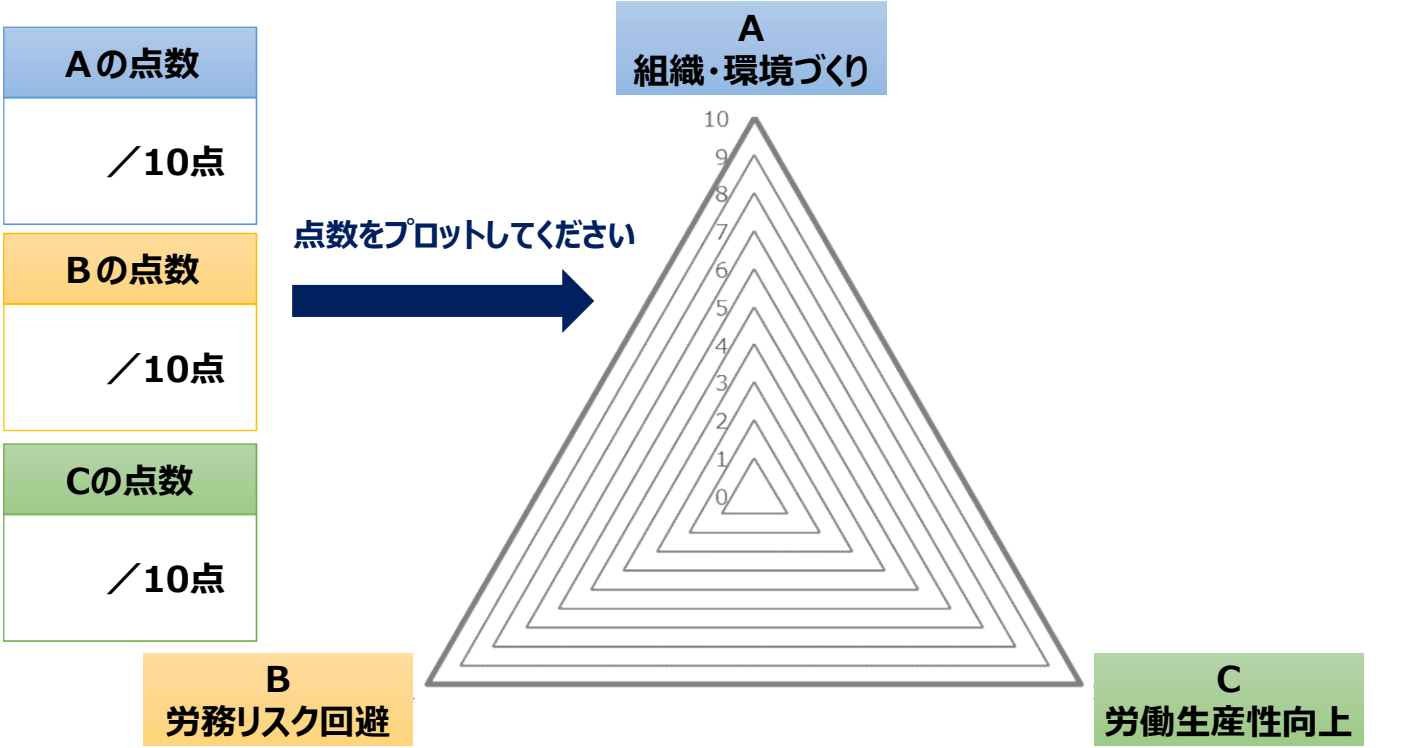 Aの点数
／10点
Bの点数
／10点
Cの点数
／10点
点数をプロットしてください
A
組織・環境づくり
10
9
8
7
6
5
4
3
2
1
0
B
労務リスク回避
C
労働生産性向上